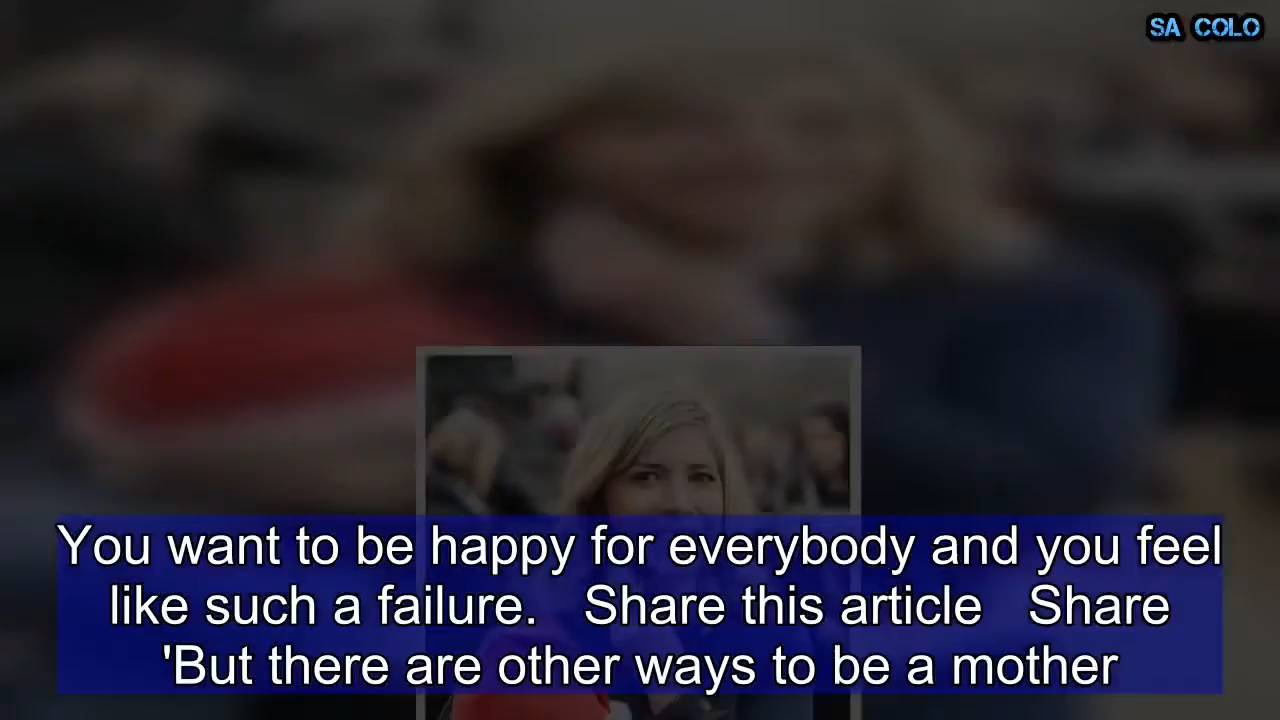 SA COLO
You want to be happy for everybody and you feel
like such a failure.   Share this article   Share
'But there are other ways to be a mother